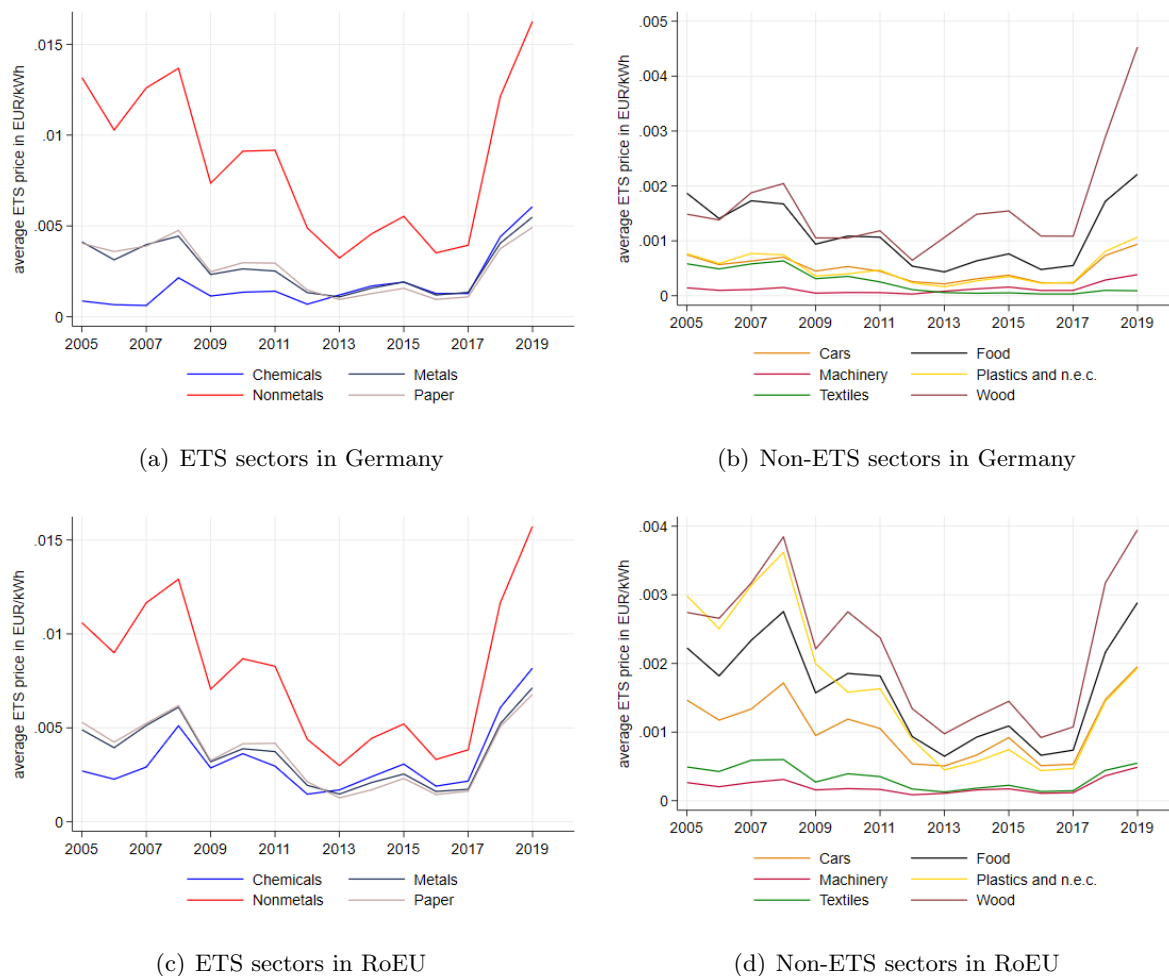 average ETS price in EUR/kWh
.015
.01
.005
0
2005 2007 2009 2011 2013 2015 2017 2019
Chemicals Metals
Nonmetals Paper
(a) ETS sectors in Germany
average ETS price in EUR/kWh
.005
.004
.003
.002
.001
0
2005 2007 2009 2011 2013 2015 2017 2019
Cars Food
Machinery Plastics and n.e.c.
Textiles Wood
(b) Non-ETS sectors in Germany
average ETS price in EUR/kWh
.015
.01
.005
0
2005 2007 2009 2011 2013 2015 2017 2019
Chemicals Metals
Nonmetals Paper
(c) ETS sectors in RoEU
average ETS price in EUR/kWh
.004
.003
.002
.001
0
2005 2007 2009 2011 2013 2015 2017 2019
Cars Food
Machinery Plastics and n.e.c.
Textiles Wood
(d) Non-ETS sectors in RoEU